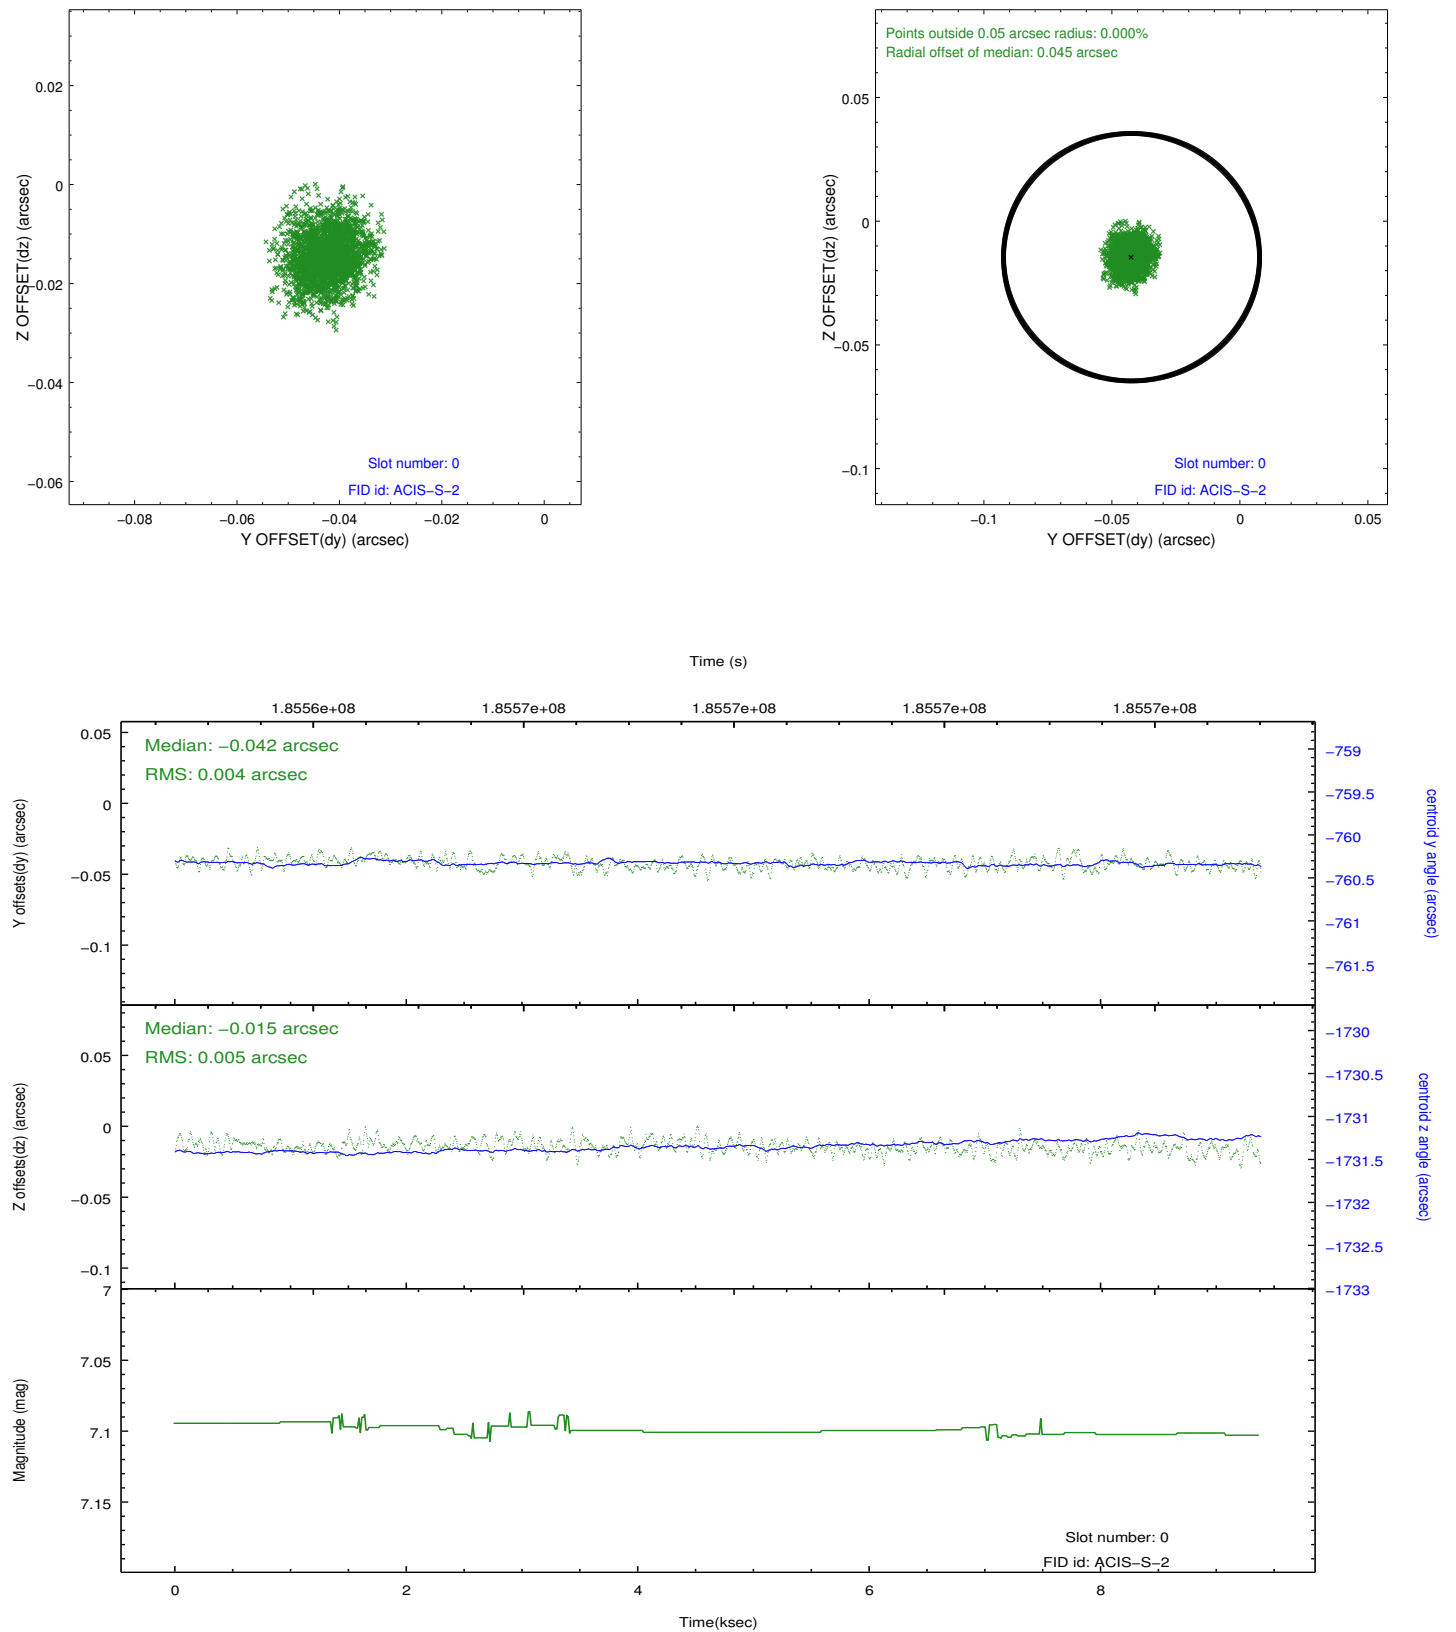 0.02
0
−0.02
−0.04
−0.06
Z OFFSET(dz) (arcsec)
Slot number: 0
FID id: ACIS−S−2
−0.08
−0.06
−0.04
−0.02
0
Y OFFSET(dy) (arcsec)
Points outside 0.05 arcsec radius: 0.000%
Radial offset of median: 0.045 arcsec
0.05
0
−0.05
−0.1
Z OFFSET(dz) (arcsec)
Slot number: 0
FID id: ACIS−S−2
−0.1
−0.05
0
0.05
Y OFFSET(dy) (arcsec)
Time (s)
1.8556e+08
1.8557e+08
1.8557e+08
1.8557e+08
1.8557e+08
Median: −0.042 arcsec
RMS: 0.004 arcsec
0.05
0
−0.05
−0.1
Y offsets(dy) (arcsec)
−759
−759.5
−760
−760.5
−761
−761.5
centroid y angle (arcsec)
Median: −0.015 arcsec
RMS: 0.005 arcsec
0.05
0
−0.05
−0.1
Z offsets(dz) (arcsec)
−1730
−1730.5
−1731
−1731.5
−1732
−1732.5
−1733
centroid z angle (arcsec)
7
7.05
7.1
7.15
Magnitude (mag)
Slot number: 0
FID id: ACIS−S−2
0
2
4
6
8
Time(ksec)